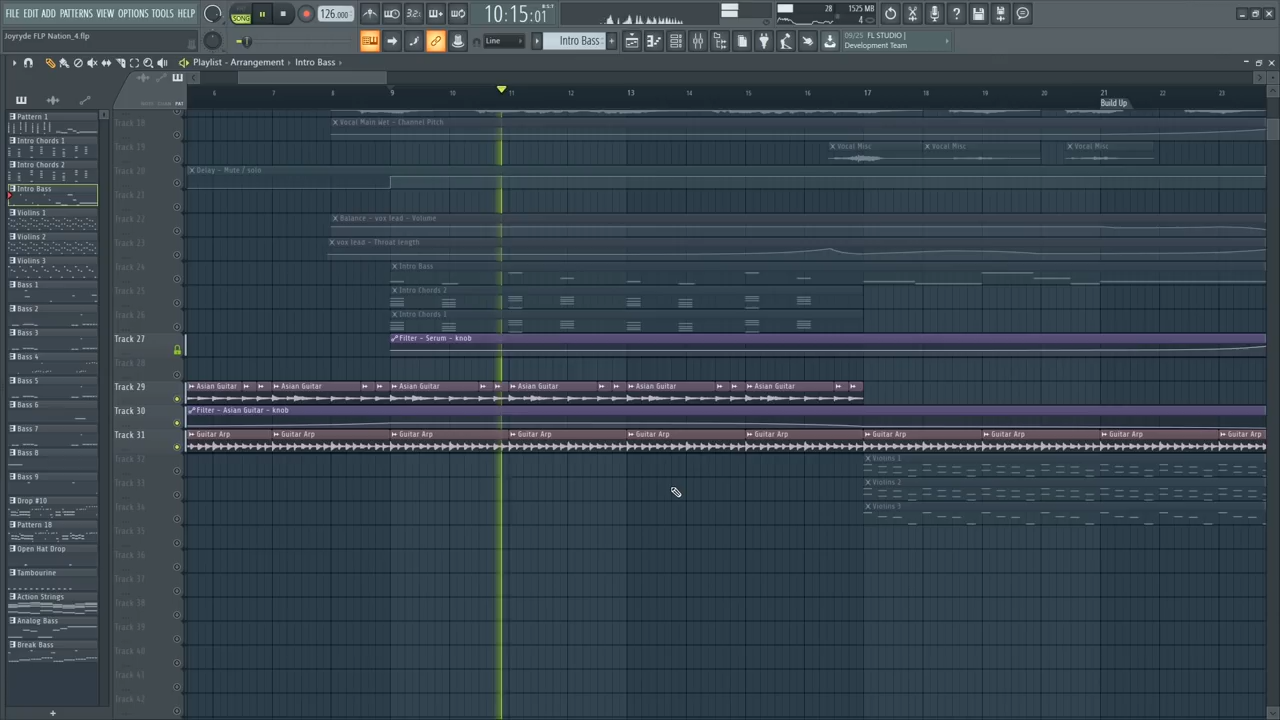 FILE EDIT ADD PATTERNS VIEW OPTIONS TOOLS HELP
SONG
126.000
3 2 1
10:15:01
28
1525 MB
4
Joyryde FLP Nation_4.flp
Line
Intro Bass
09/25 FL STUDIO |
Development Team
Playlist - Arrangement › Intro Bass ›
6 7 8 9 10 11 12 13 14 15 16 17 18 19 20 21 22 23
Build Up
Pattern 1
Intro Chords 1
Intro Chords 2
Intro Bass
Violins 1
Violins 2
Violins 3
Bass 1
Bass 2
Bass 3
Bass 4
Bass 5
Bass 6
Bass 7
Bass 8
Bass 9
Drop #10
Pattern 18
Open Hat Drop
Tambourine
Action Strings
Analog Bass
Break Bass
Track 18 Vocal Main Wet - Channel Pitch
Track 19 Vocal Misc Vocal Misc Vocal Misc
Track 20 Delay - Mute / solo
Track 21
Track 22 Balance - vox lead - Volume
Track 23 vox lead - Throat length
Track 24 Intro Bass
Track 25 Intro Chords 2
Track 26 Intro Chords 1
Track 27 Filter - Serum - knob
Track 28
Track 29 Asian Guitar Asian Guitar Asian Guitar Asian Guitar Asian Guitar Asian Guitar
Track 30 Filter - Asian Guitar - knob
Track 31 Guitar Arp Guitar Arp Guitar Arp Guitar Arp Guitar Arp Guitar Arp Guitar Arp Guitar Arp Guitar Arp Guitar Arp
Track 32 Violins 1
Track 33 Violins 2
Track 34 Violins 3
Track 35
Track 36
Track 37
Track 38
Track 39
Track 40
Track 41
Track 42